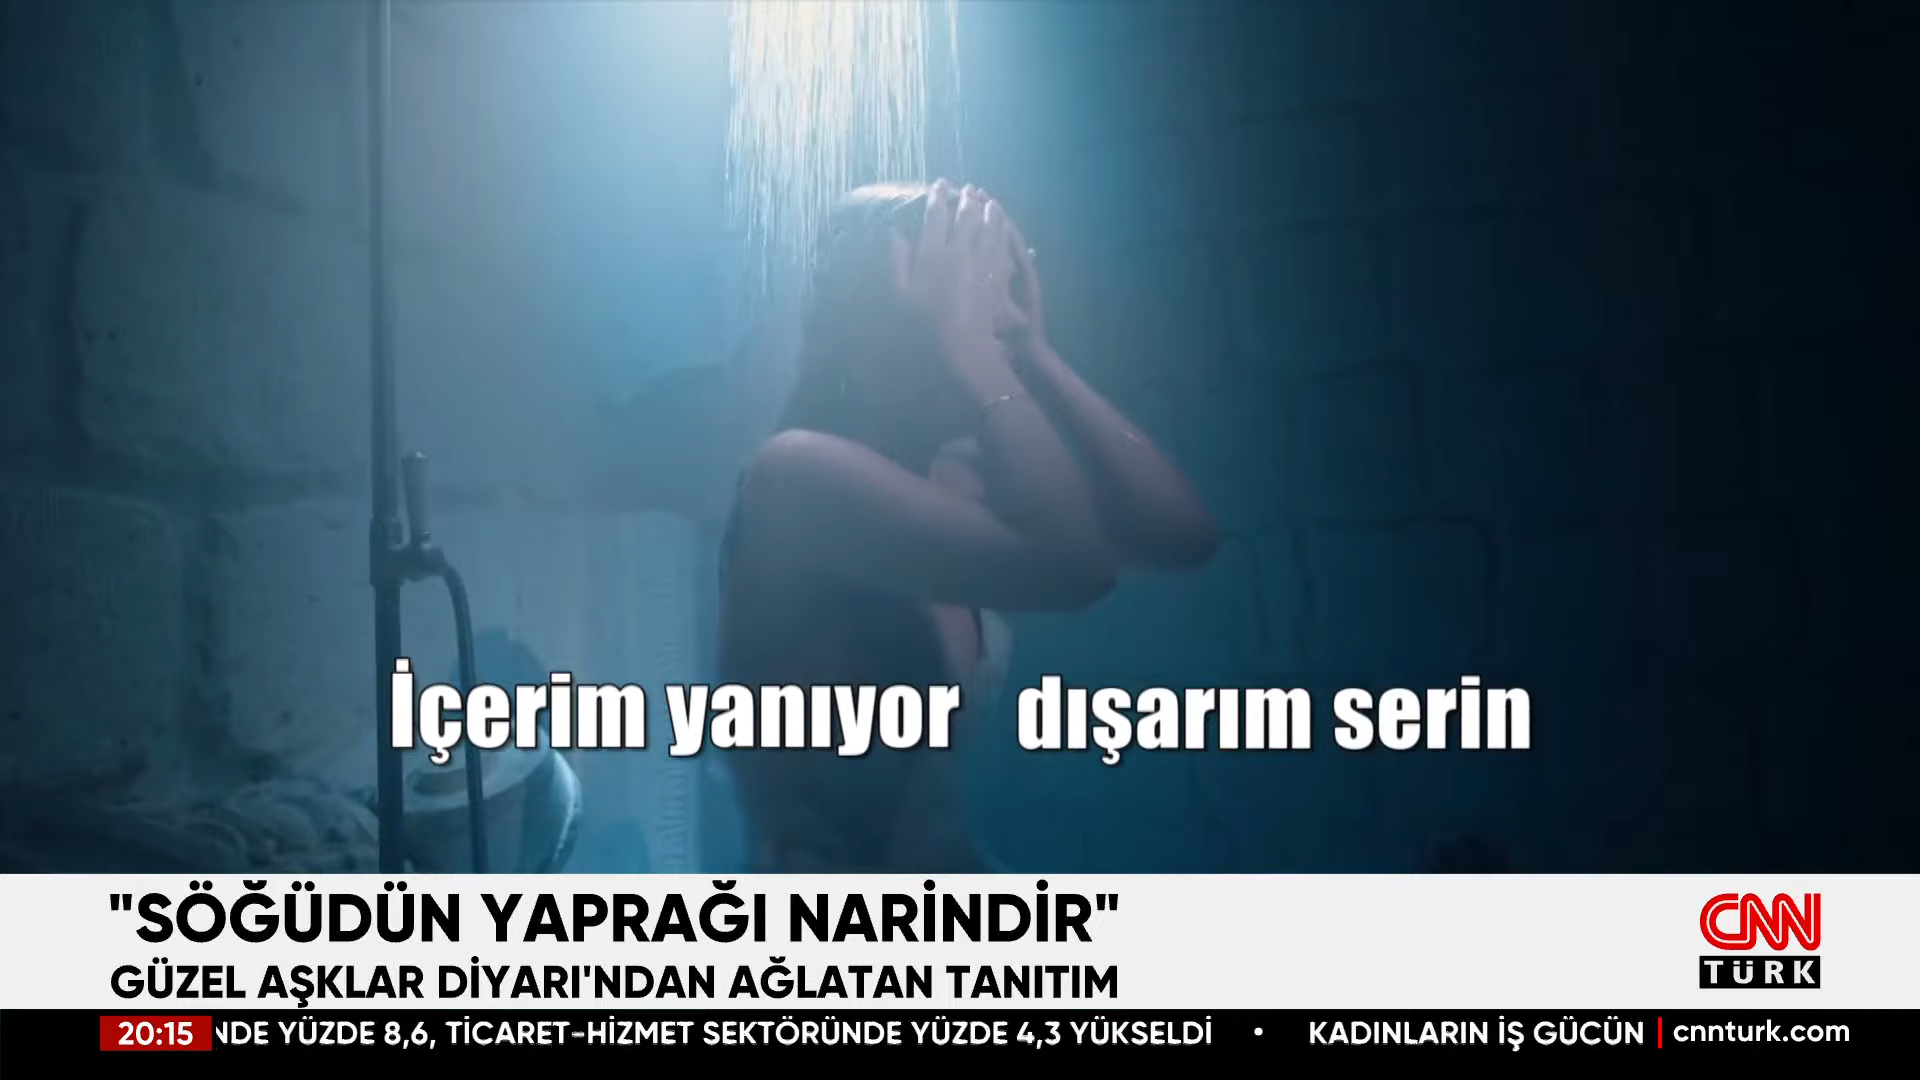 İçerim yanıyor dışarım serin
"SÖĞÜDÜN YAPRAĞI NARİNDİR"
GÜZEL AŞKLAR DİYARI'NDAN AĞLATAN TANITIM
CNN
TÜRK
20:15 NDE YÜZDE 8,6, TİCARET-HİZMET SEKTÖRÜNDE YÜZDE 4,3 YÜKSELDİ • KADINLARIN İŞ GÜCÜN | cnnturk.com